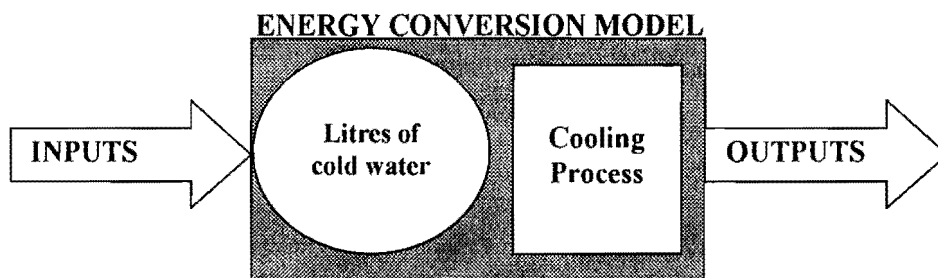 ENERGY CONVERSION MODEL
INPUTS
Litres of
cold water
Cooling
Process
OUTPUTS